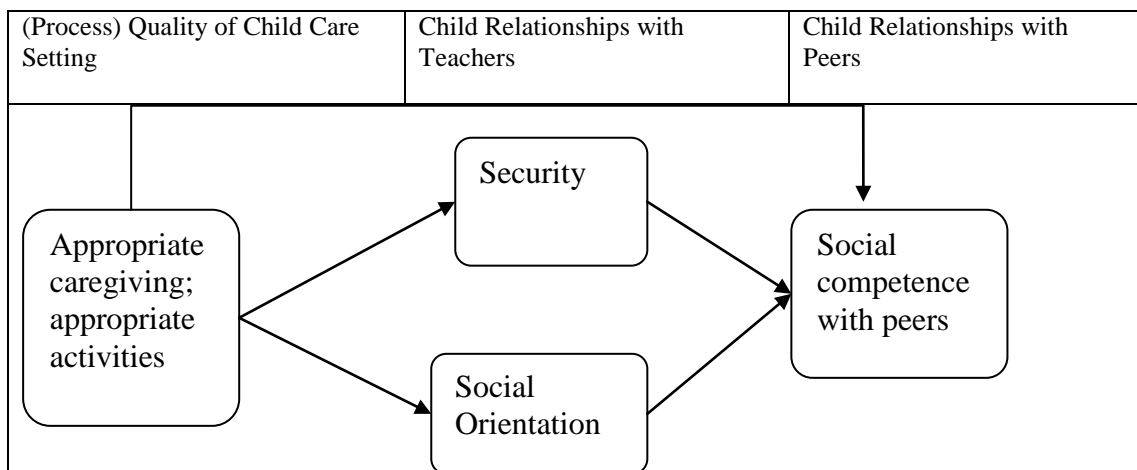 (Process) Quality of Child Care
Setting
Child Relationships with
Teachers
Child Relationships with
Peers
Security
Appropriate
caregiving;
appropriate
activities
Social
competence
with peers
Social
Orientation